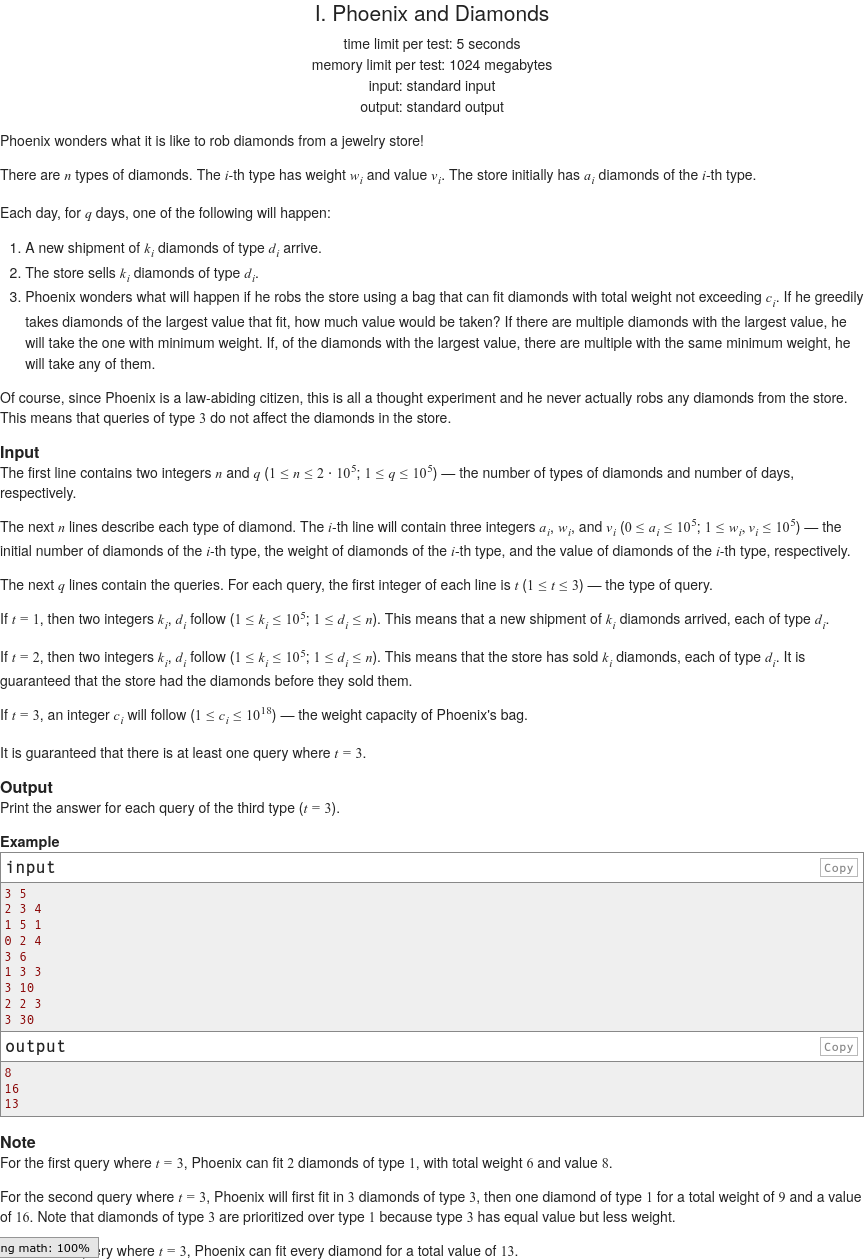 I. Phoenix and Diamonds
time limit per test: 5 seconds
memory limit per test: 1024 megabytes
input: standard input
output: standard output
Phoenix wonders what it is like to rob diamonds from a jewelry store!
There are n types of diamonds. The i-th type has weight w_i and value v_i. The store initially has a_i diamonds of the i-th type.
Each day, for q days, one of the following will happen:
1. A new shipment of k_i diamonds of type d_i arrive.
2. The store sells k_i diamonds of type d_i.
3. Phoenix wonders what will happen if he robs the store using a bag that can fit diamonds with total weight not exceeding c_i. If he greedily
takes diamonds of the largest value that fit, how much value would be taken? If there are multiple diamonds with the largest value, he
will take the one with minimum weight. If, of the diamonds with the largest value, there are multiple with the same minimum weight, he
will take any of them.
Of course, since Phoenix is a law-abiding citizen, this is all a thought experiment and he never actually robs any diamonds from the store.
This means that queries of type 3 do not affect the diamonds in the store.
Input
The first line contains two integers n and q (1 ≤ n ≤ 2 · 10^5; 1 ≤ q ≤ 10^5) — the number of types of diamonds and number of days,
respectively.
The next n lines describe each type of diamond. The i-th line will contain three integers a_i, w_i, and v_i (0 ≤ a_i ≤ 10^5; 1 ≤ w_i, v_i ≤ 10^5) — the
initial number of diamonds of the i-th type, the weight of diamonds of the i-th type, and the value of diamonds of the i-th type, respectively.
The next q lines contain the queries. For each query, the first integer of each line is t (1 ≤ t ≤ 3) — the type of query.
If t = 1, then two integers k_i, d_i follow (1 ≤ k_i ≤ 10^5; 1 ≤ d_i ≤ n). This means that a new shipment of k_i diamonds arrived, each of type d_i.
If t = 2, then two integers k_i, d_i follow (1 ≤ k_i ≤ 10^5; 1 ≤ d_i ≤ n). This means that the store has sold k_i diamonds, each of type d_i. It is
guaranteed that the store had the diamonds before they sold them.
If t = 3, an integer c_i will follow (1 ≤ c_i ≤ 10^18) — the weight capacity of Phoenix's bag.
It is guaranteed that there is at least one query where t = 3.
Output
Print the answer for each query of the third type (t = 3).
Example
input Copy
3 5
2 3 4
1 5 1
0 2 4
3 6
1 3 3
3 10
2 2 3
3 30
output Copy
8
16
13
Note
For the first query where t = 3, Phoenix can fit 2 diamonds of type 1, with total weight 6 and value 8.
For the second query where t = 3, Phoenix will first fit in 3 diamonds of type 3, then one diamond of type 1 for a total weight of 9 and a value
of 16. Note that diamonds of type 3 are prioritized over type 1 because type 3 has equal value but less weight.
ng math: 100% ry where t = 3, Phoenix can fit every diamond for a total value of 13.